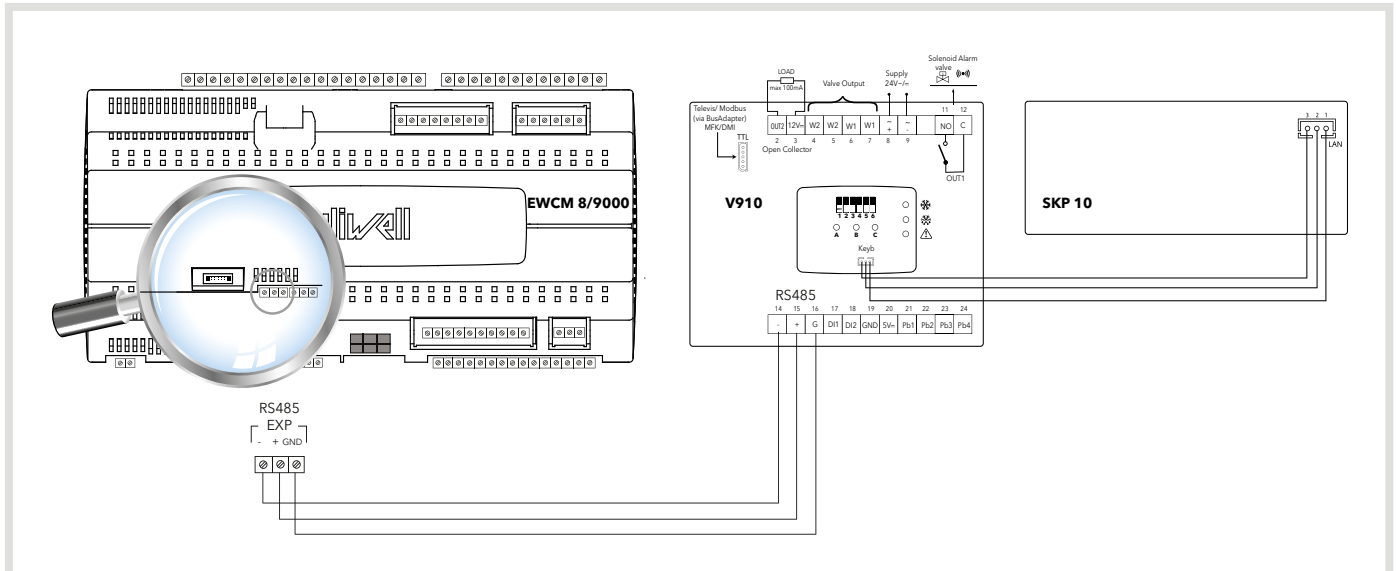 eliwell
EWCM 8/9000
RS485
EXP
- + GND
LOAD
max 100mA
Valve Output
Supply
24V~/=
Solenoid Alarm
valve
Televis/ Modbus
(via BusAdapter)
MFK/DMI
TTL
11 12
OUT2 12V= W2 W2 W1 W1 ~ + ~ - NO C
2 3 4 5 6 7 8 9
Open Collector
OUT1
V910
1 2 3 4 5 6
A B C
Keyb
RS485
14 15 16 17 18 19 20 21 22 23 24
- + G DI1 DI2 GND 5V= Pb1 Pb2 Pb3 Pb4
3 2 1
LAN
SKP 10